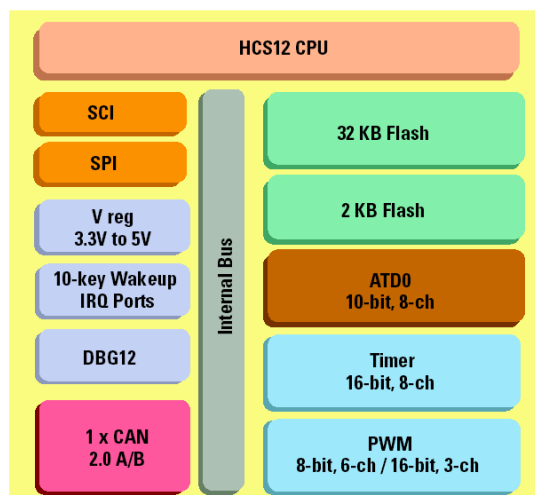 HCS12 CPU
SCI
SPI
V reg
3.3V to 5V
10-key Wakeup
IRQ Ports
DBG12
1 x CAN
2.0 A/B
Internal Bus
32 KB Flash
2 KB Flash
ATD0
10-bit, 8-ch
Timer
16-bit, 8-ch
PWM
8-bit, 6-ch / 16-bit, 3-ch